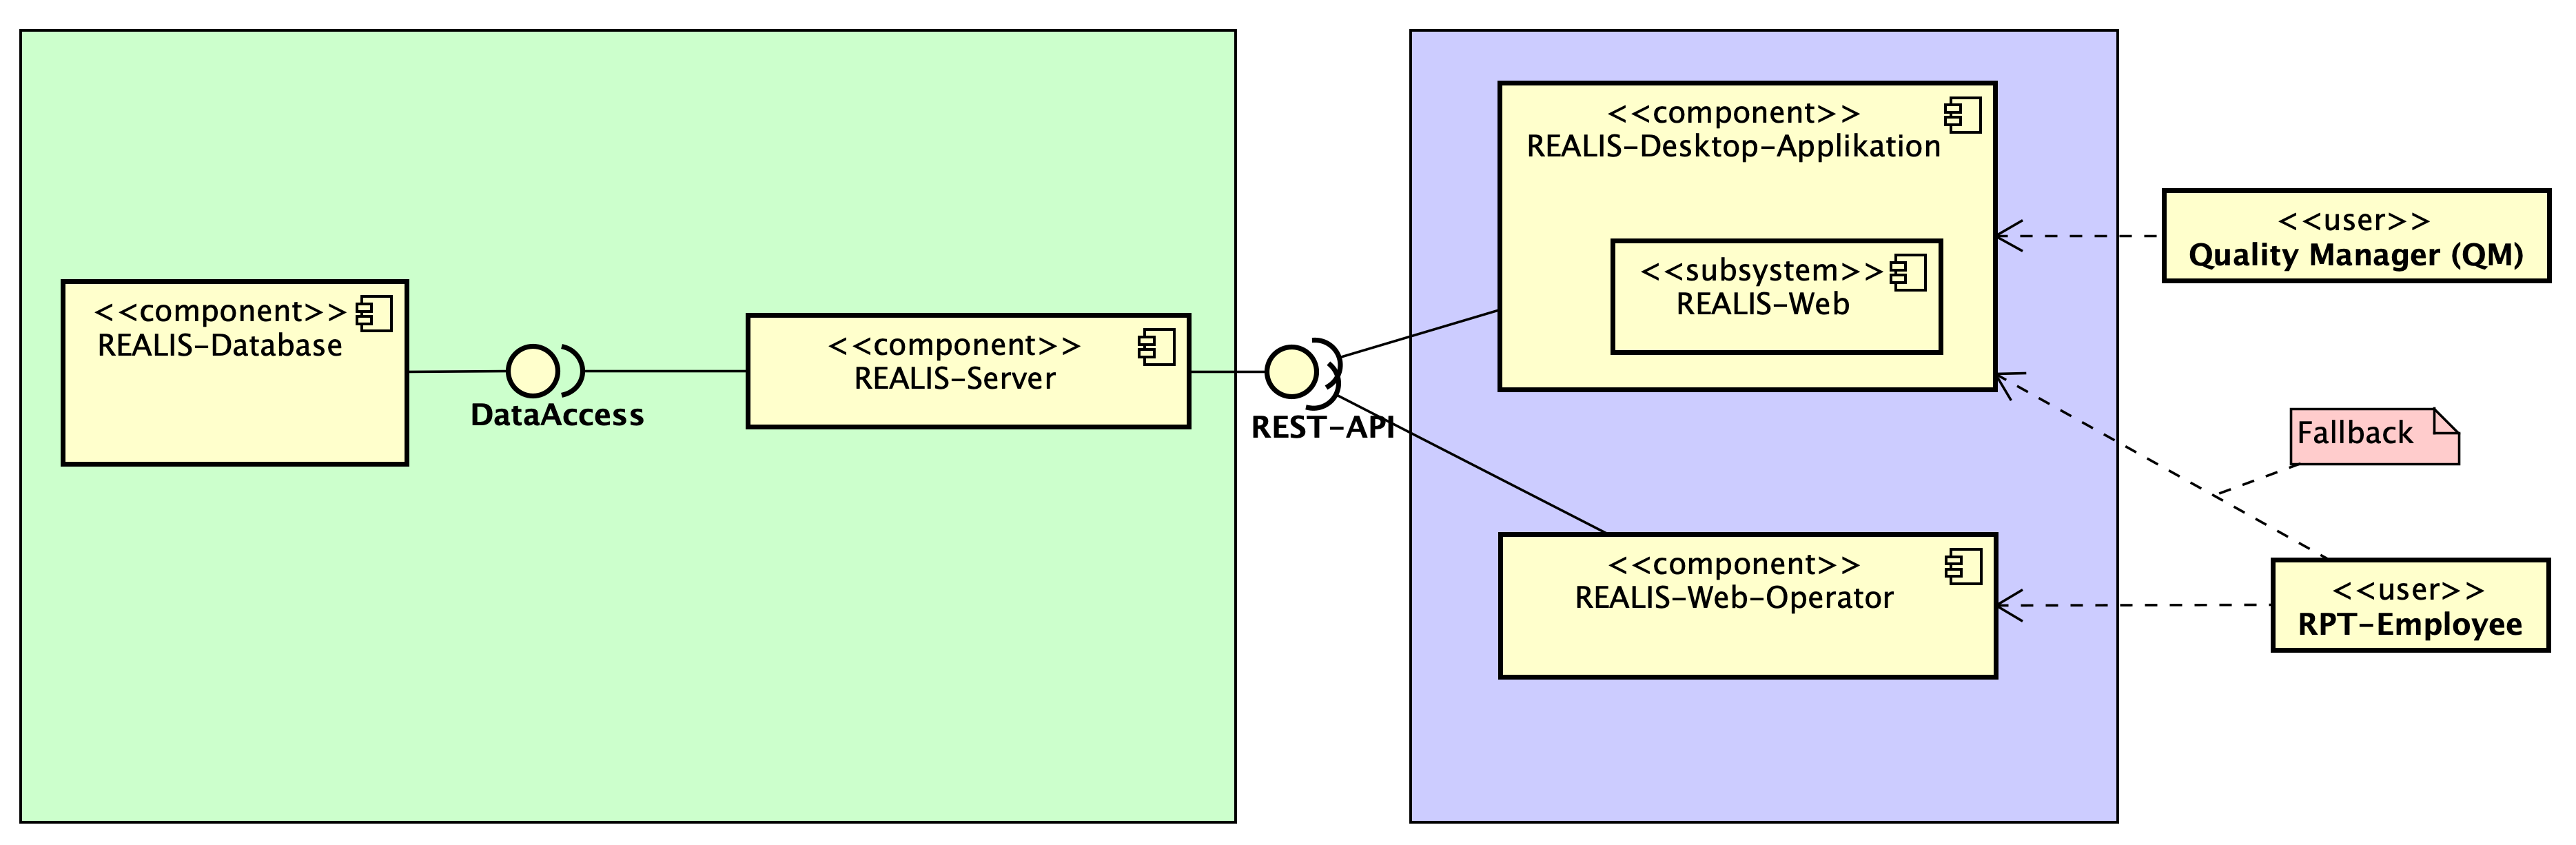 <<component>>
REALIS-Database
DataAccess
<<component>>
REALIS-Server
REST-API
<<component>>
REALIS-Desktop-Applikation
<<subsystem>>
REALIS-Web
<<component>>
REALIS-Web-Operator
<<user>>
Quality Manager (QM)
Fallback
<<user>>
RPT-Employee